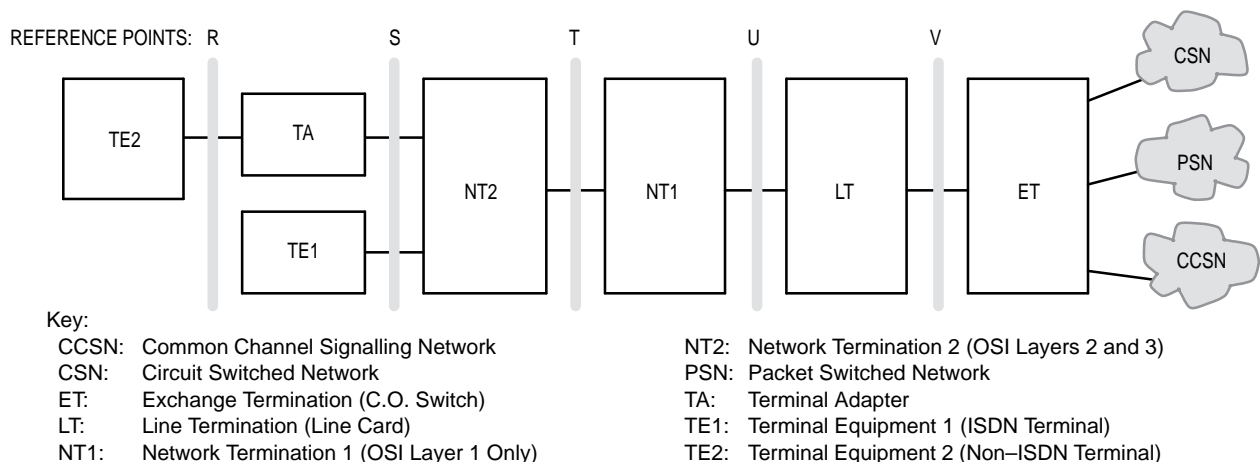 REFERENCE POINTS: R S T U V
CSN
TE2
TA
PSN
NT2
NT1
LT
ET
TE1
CCSN
Key:
CCSN: Common Channel Signalling Network
CSN: Circuit Switched Network
ET: Exchange Termination (C.O. Switch)
LT: Line Termination (Line Card)
NT1: Network Termination 1 (OSI Layer 1 Only)
NT2: Network Termination 2 (OSI Layers 2 and 3)
PSN: Packet Switched Network
TA: Terminal Adapter
TE1: Terminal Equipment 1 (ISDN Terminal)
TE2: Terminal Equipment 2 (Non–ISDN Terminal)